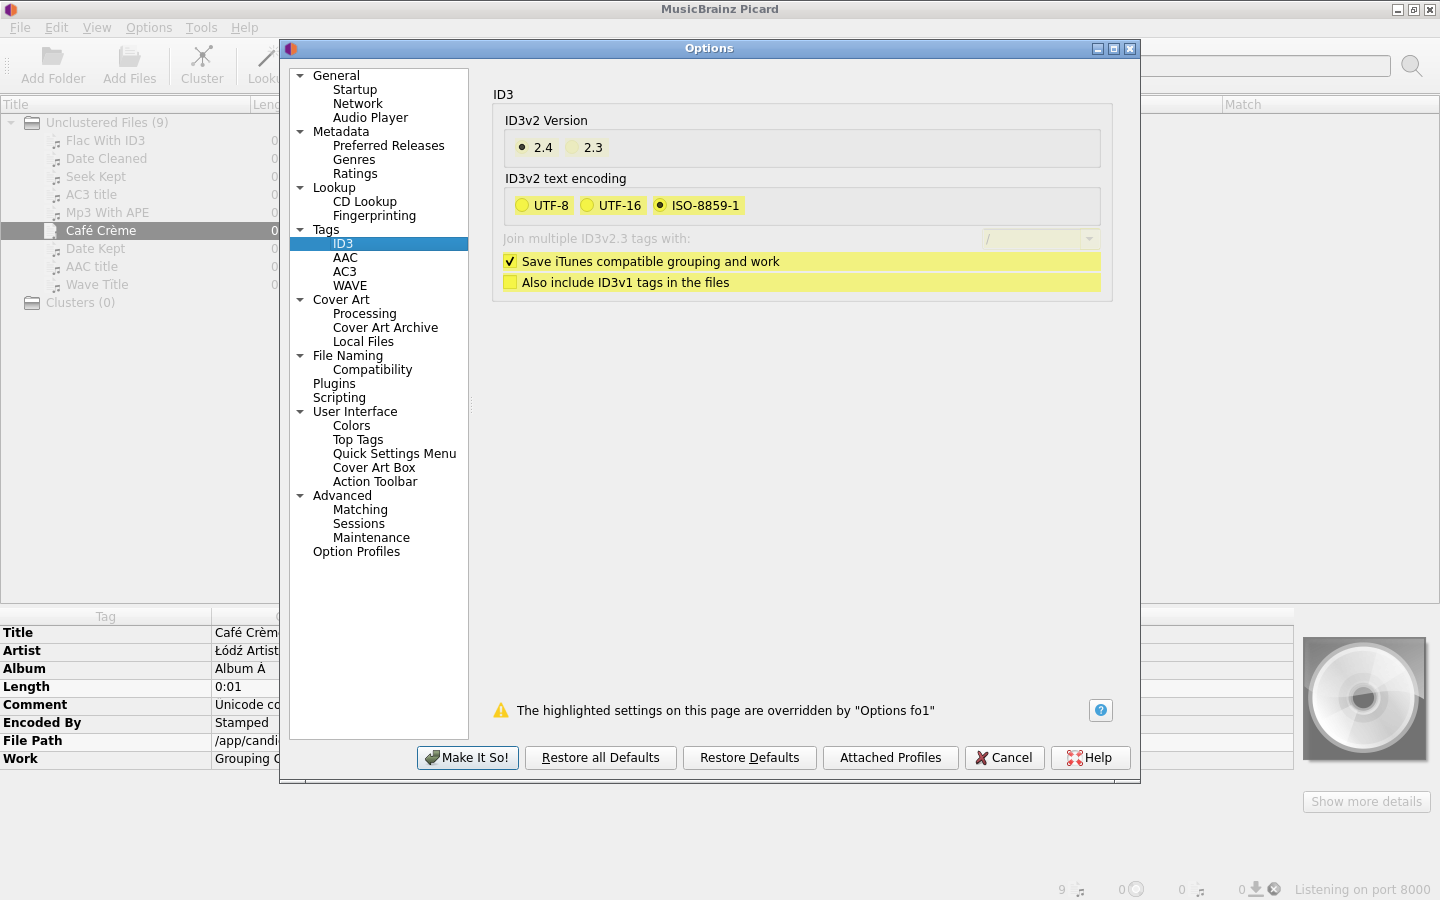 MusicBrainz Picard
File Edit View Options Tools Help
Add Folder Add Files Cluster
Options
Title
Match
Unclustered Files (9)
Flac With ID3
Date Cleaned
Seek Kept
AC3 title
Mp3 With APE
Café Crème
Date Kept
AAC title
Wave Title
Clusters (0)
General
Startup
Network
Audio Player
Metadata
Preferred Releases
Genres
Ratings
Lookup
CD Lookup
Fingerprinting
Tags
ID3
AAC
AC3
WAVE
Cover Art
Processing
Cover Art Archive
Local Files
File Naming
Compatibility
Plugins
Scripting
User Interface
Colors
Top Tags
Quick Settings Menu
Cover Art Box
Action Toolbar
Advanced
Matching
Sessions
Maintenance
Option Profiles
ID3
ID3v2 Version
2.4 2.3
ID3v2 text encoding
UTF-8 UTF-16 ISO-8859-1
Join multiple ID3v2.3 tags with: /
Save iTunes compatible grouping and work
Also include ID3v1 tags in the files
The highlighted settings on this page are overridden by "Options fo1"
Make It So! Restore all Defaults Restore Defaults Attached Profiles Cancel Help
Tag
Title Café Crème
Artist Łódź Artist
Album Album À
Length 0:01
Comment Unicode
Encoded By Stamped
File Path /app/
Work Grouping
Show more details
9 0 0 0 Listening on port 8000